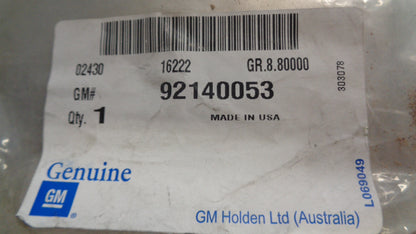 02430 16222 GR.8.80000
GM# 92140053
Qty. 1 MADE IN USA
303078
Genuine
GM
GM Holden Ltd (Australia)
L069049